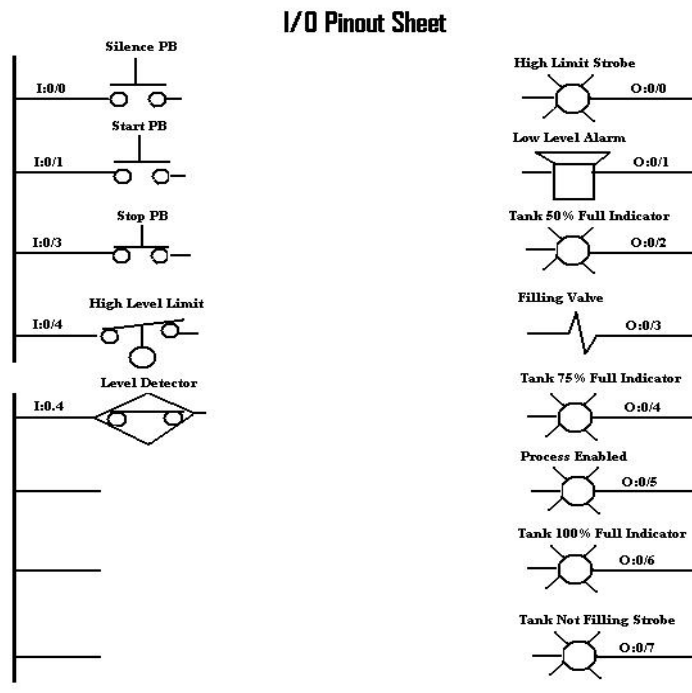 I/O Pinout Sheet
Silence PB
I:0/0
Start PB
I:0/1
Stop PB
I:0/3
High Level Limit
I:0/4
Level Detector
I:0.4
High Limit Strobe
O:0/0
Low Level Alarm
O:0/1
Tank 50% Full Indicator
O:0/2
Filling Valve
O:0/3
Tank 75% Full Indicator
O:0/4
Process Enabled
O:0/5
Tank 100% Full Indicator
O:0/6
Tank Not Filling Strobe
O:0/7